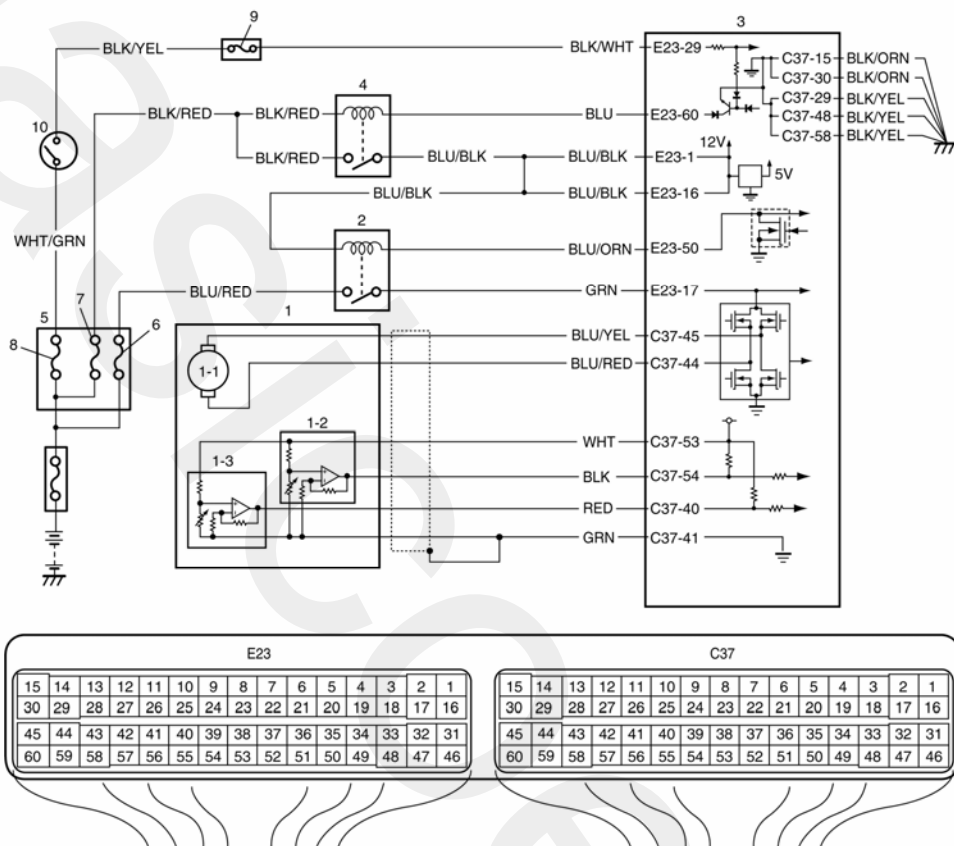 9
3
BLK/YEL
BLK/WHT
E23-29
C37-15
BLK/ORN
C37-30
BLK/ORN
4
C37-29
BLK/YEL
BLK/RED
BLK/RED
BLU
E23-60
C37-48
BLK/YEL
10
C37-58
BLK/YEL
12V
BLK/RED
BLU/BLK
BLU/BLK
E23-1
5V
BLU/BLK
BLU/BLK
E23-16
2
WHT/GRN
BLU/ORN
E23-50
BLU/RED
GRN
E23-17
7
5
6
1
8
BLU/YEL
C37-45
1-1
BLU/RED
C37-44
1-2
WHT
C37-53
1-3
BLK
C37-54
RED
C37-40
GRN
C37-41
E23
15 14 13 12 11 10 9 8 7 6 5 4 3 2 1
30 29 28 27 26 25 24 23 22 21 20 19 18 17 16
45 44 43 42 41 40 39 38 37 36 35 34 33 32 31
60 59 58 57 56 55 54 53 52 51 50 49 48 47 46
C37
15 14 13 12 11 10 9 8 7 6 5 4 3 2 1
30 29 28 27 26 25 24 23 22 21 20 19 18 17 16
45 44 43 42 41 40 39 38 37 36 35 34 33 32 31
60 59 58 57 56 55 54 53 52 51 50 49 48 47 46